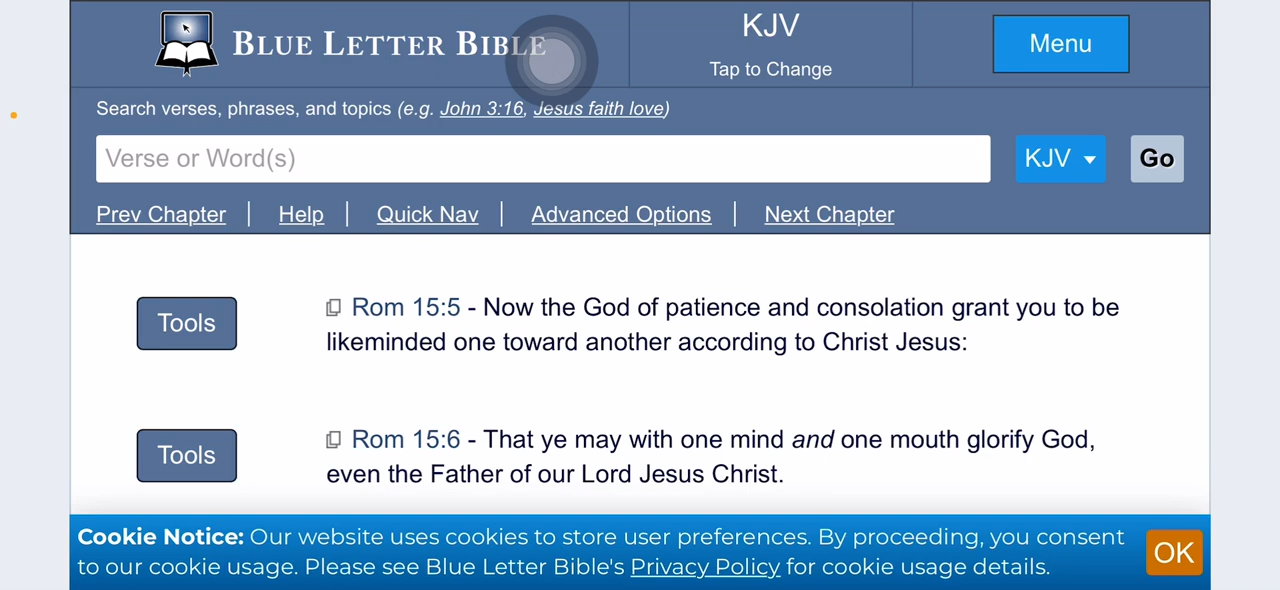 BLUE LETTER BIBLE
KJV
Tap to Change
Menu
Search verses, phrases, and topics (e.g. John 3:16, Jesus faith love)
Verse or Word(s)
KJV
Go
Prev Chapter | Help | Quick Nav | Advanced Options | Next Chapter
Tools
Rom 15:5 - Now the God of patience and consolation grant you to be
likeminded one toward another according to Christ Jesus:
Tools
Rom 15:6 - That ye may with one mind and one mouth glorify God,
even the Father of our Lord Jesus Christ.
Cookie Notice: Our website uses cookies to store user preferences. By proceeding, you consent
to our cookie usage. Please see Blue Letter Bible's Privacy Policy for cookie usage details.
OK